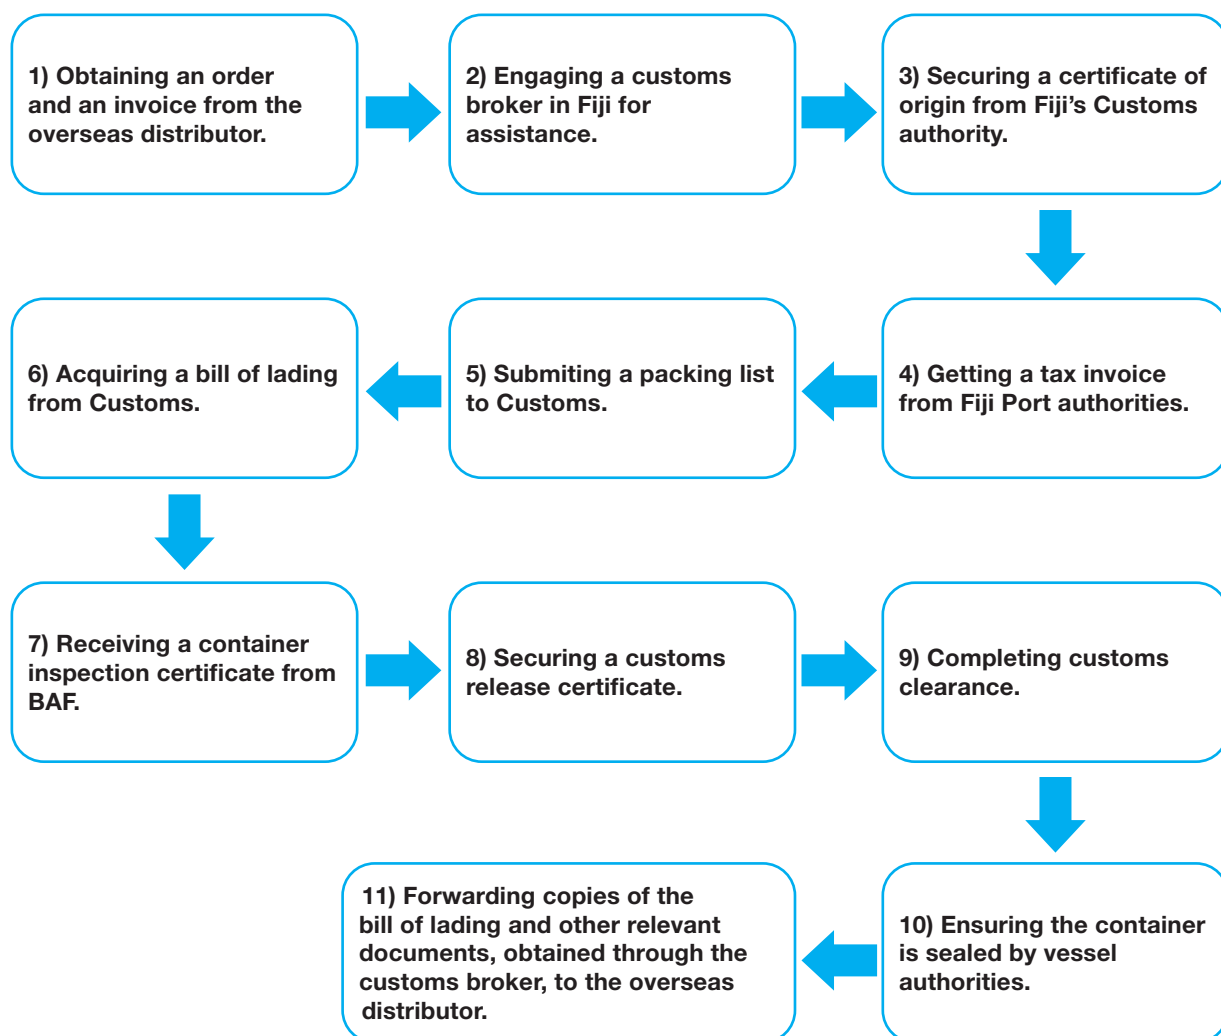 1) Obtaining an order
and an invoice from the
overseas distributor.
2) Engaging a customs
broker in Fiji for
assistance.
3) Securing a certificate of
origin from Fiji's Customs
authority.
4) Getting a tax invoice
from Fiji Port authorities.
5) Submiting a packing list
to Customs.
6) Acquiring a bill of lading
from Customs.
7) Receiving a container
inspection certificate from
BAF.
8) Securing a customs
release certificate.
9) Completing customs
clearance.
10) Ensuring the container
is sealed by vessel
authorities.
11) Forwarding copies of the
bill of lading and other relevant
documents, obtained through the
customs broker, to the overseas
distributor.